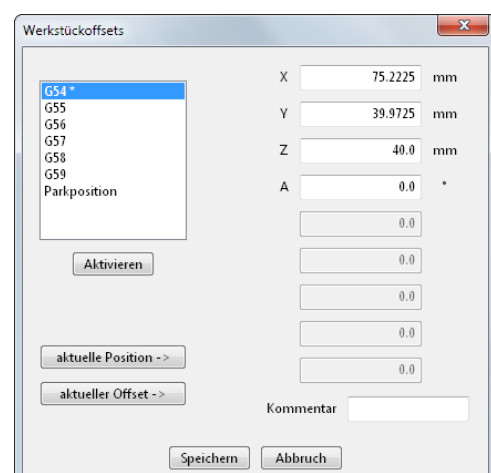 Werkstückoffsets
G54 *
G55
G56
G57
G58
G59
Parkposition
Aktivieren
aktuelle Position ->
aktueller Offset ->
X 75.2225 mm
Y 39.9725 mm
Z 40.0 mm
A 0.0 °
0.0
0.0
0.0
0.0
0.0
Kommentar
Speichern Abbruch